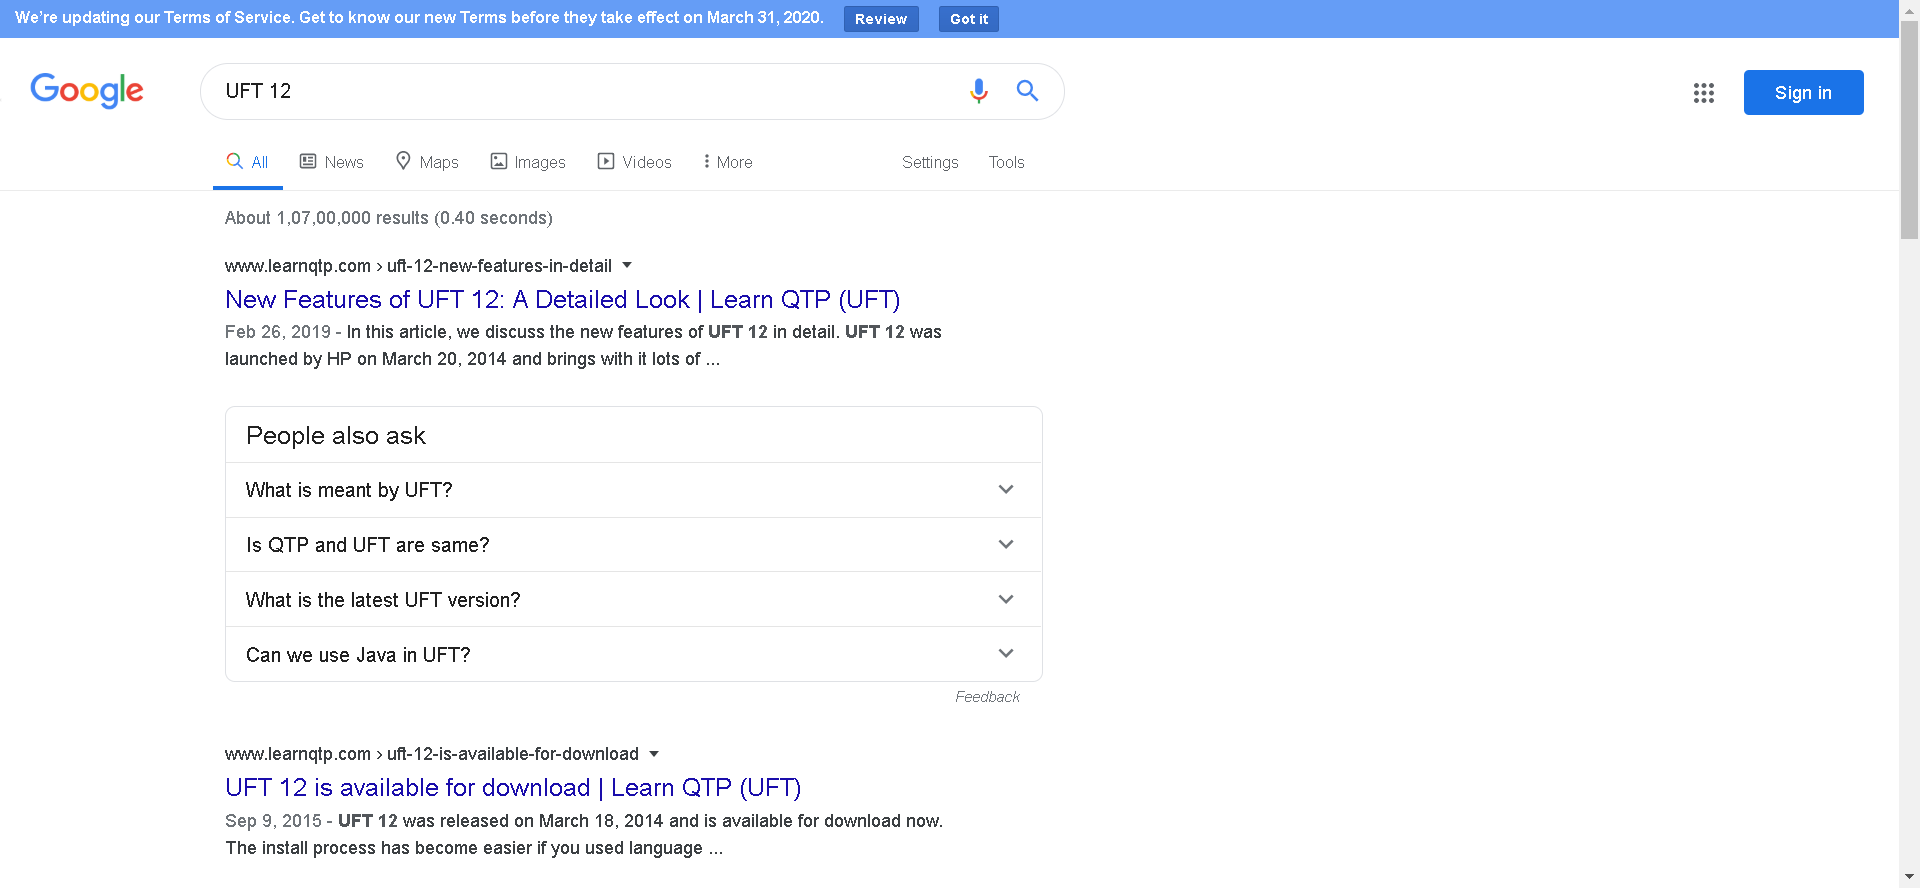 We're updating our Terms of Service. Get to know our new Terms before they take effect on March 31, 2020. Review Got it
Google UFT 12 Sign in
All News Maps Images Videos More Settings Tools
About 1,07,00,000 results (0.40 seconds)
www.learnqtp.com › uft-12-new-features-in-detail
New Features of UFT 12: A Detailed Look | Learn QTP (UFT)
Feb 26, 2019 - In this article, we discuss the new features of UFT 12 in detail. UFT 12 was
launched by HP on March 20, 2014 and brings with it lots of ...
People also ask
What is meant by UFT?
Is QTP and UFT are same?
What is the latest UFT version?
Can we use Java in UFT?
Feedback
www.learnqtp.com › uft-12-is-available-for-download
UFT 12 is available for download | Learn QTP (UFT)
Sep 9, 2015 - UFT 12 was released on March 18, 2014 and is available for download now.
The install process has become easier if you used language ...